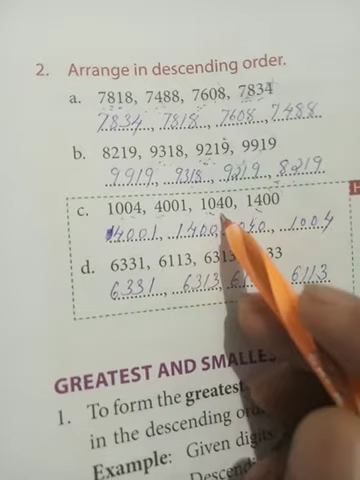 2. Arrange in descending order.
a. 7818, 7488, 7608, 7834
7834, 7818, 7608, 7488
b. 8219, 9318, 9219, 9919
9919, 9318, 9219, 8219
c. 1004, 4001, 1040, 1400
4001, 1400, 1004
d. 6331, 6113, 6313,
6331, 6313, 6113
GREATEST AND
1. To form the greatest
in the descending
Example: Given digits